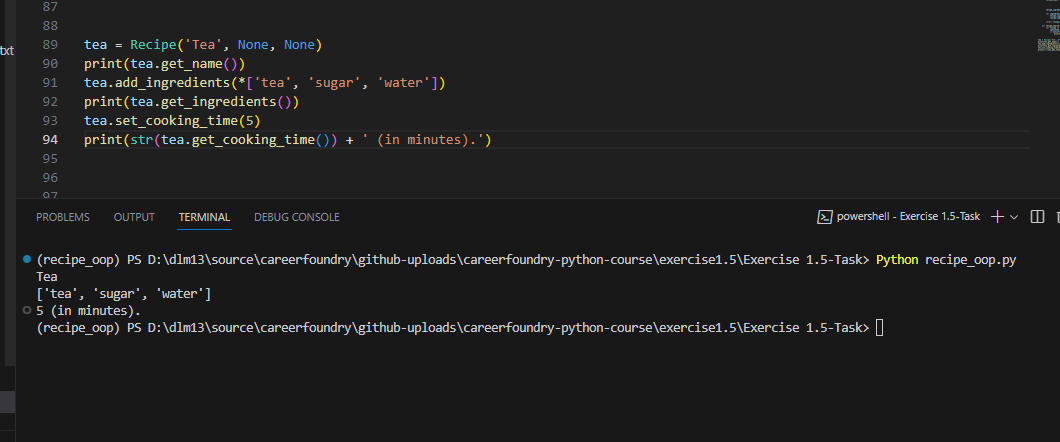 87
88
txt
89 tea = Recipe('Tea', None, None)
90 print(tea.get_name())
91 tea.add_ingredients(*['tea', 'sugar', 'water'])
92 print(tea.get_ingredients())
93 tea.set_cooking_time(5)
94 print(str(tea.get_cooking_time()) + ' (in minutes).')
95
96
97
PROBLEMS OUTPUT TERMINAL DEBUG CONSOLE powershell - Exercise 1.5-Task
(recipe_oop) PS D:\dlm13\source\careerfoundry\github-uploads\careerfoundry-python-course\exercise1.5\Exercise 1.5-Task> Python recipe_oop.py
Tea
['tea', 'sugar', 'water']
5 (in minutes).
(recipe_oop) PS D:\dlm13\source\careerfoundry\github-uploads\careerfoundry-python-course\exercise1.5\Exercise 1.5-Task>